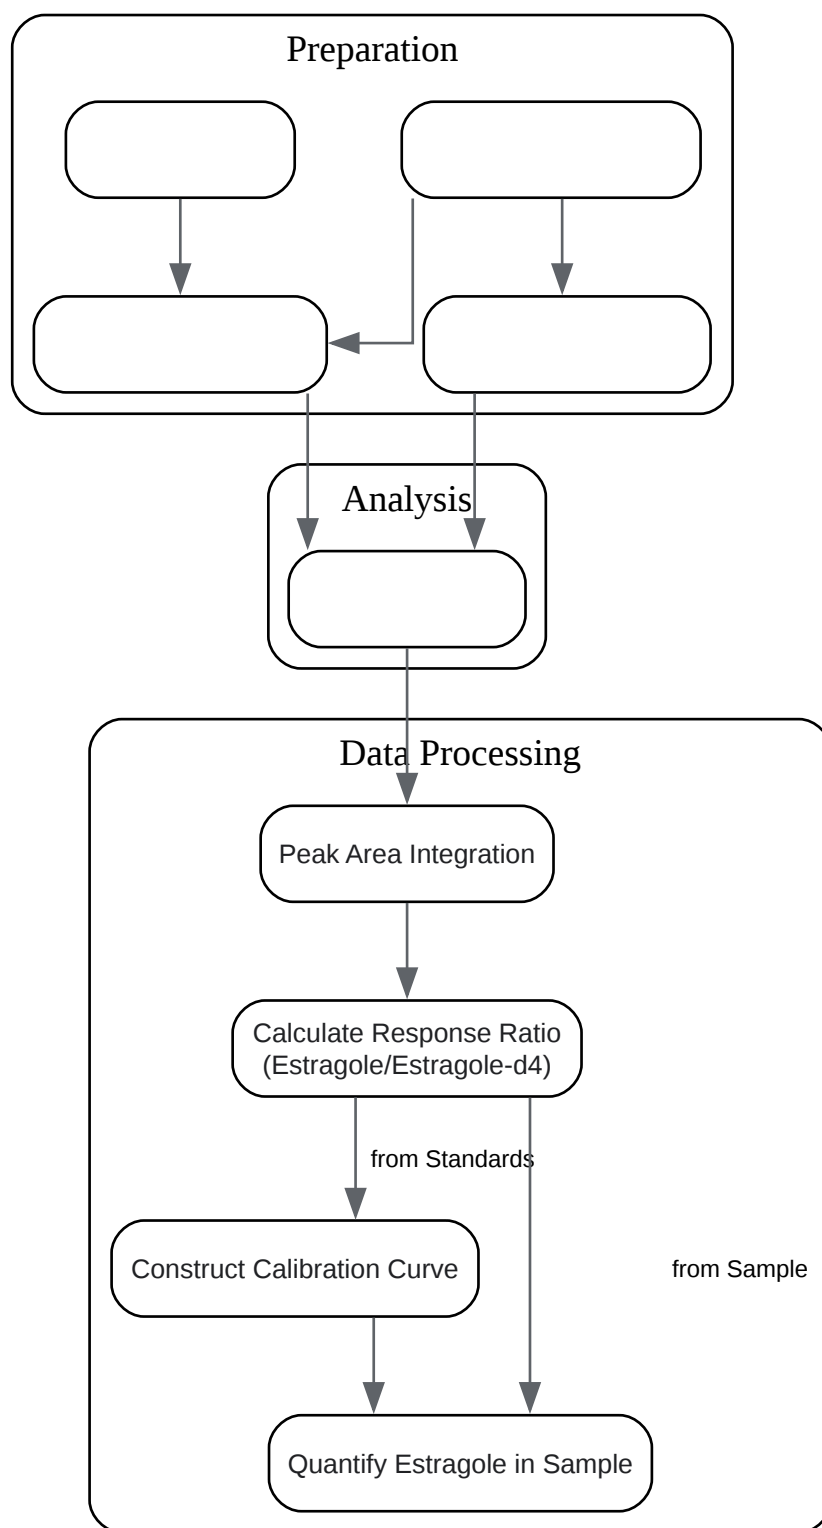 Preparation
Analysis
Data Processing
Peak Area Integration
Calculate Response Ratio
(Estragole/Estragole-d4)
from Standards
Construct Calibration Curve
from Sample
Quantify Estragole in Sample